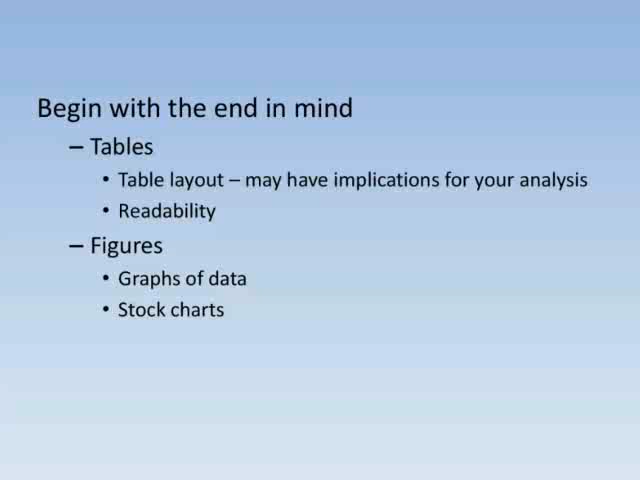 Begin with the end in mind
– Tables
• Table layout – may have implications for your analysis
• Readability
– Figures
• Graphs of data
• Stock charts